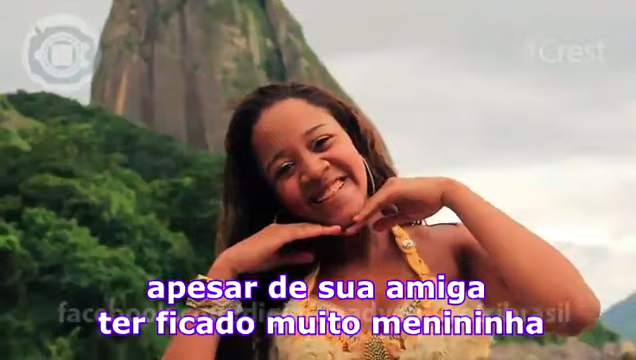 #Crest
apesar de sua amiga
ter ficado muito menininha